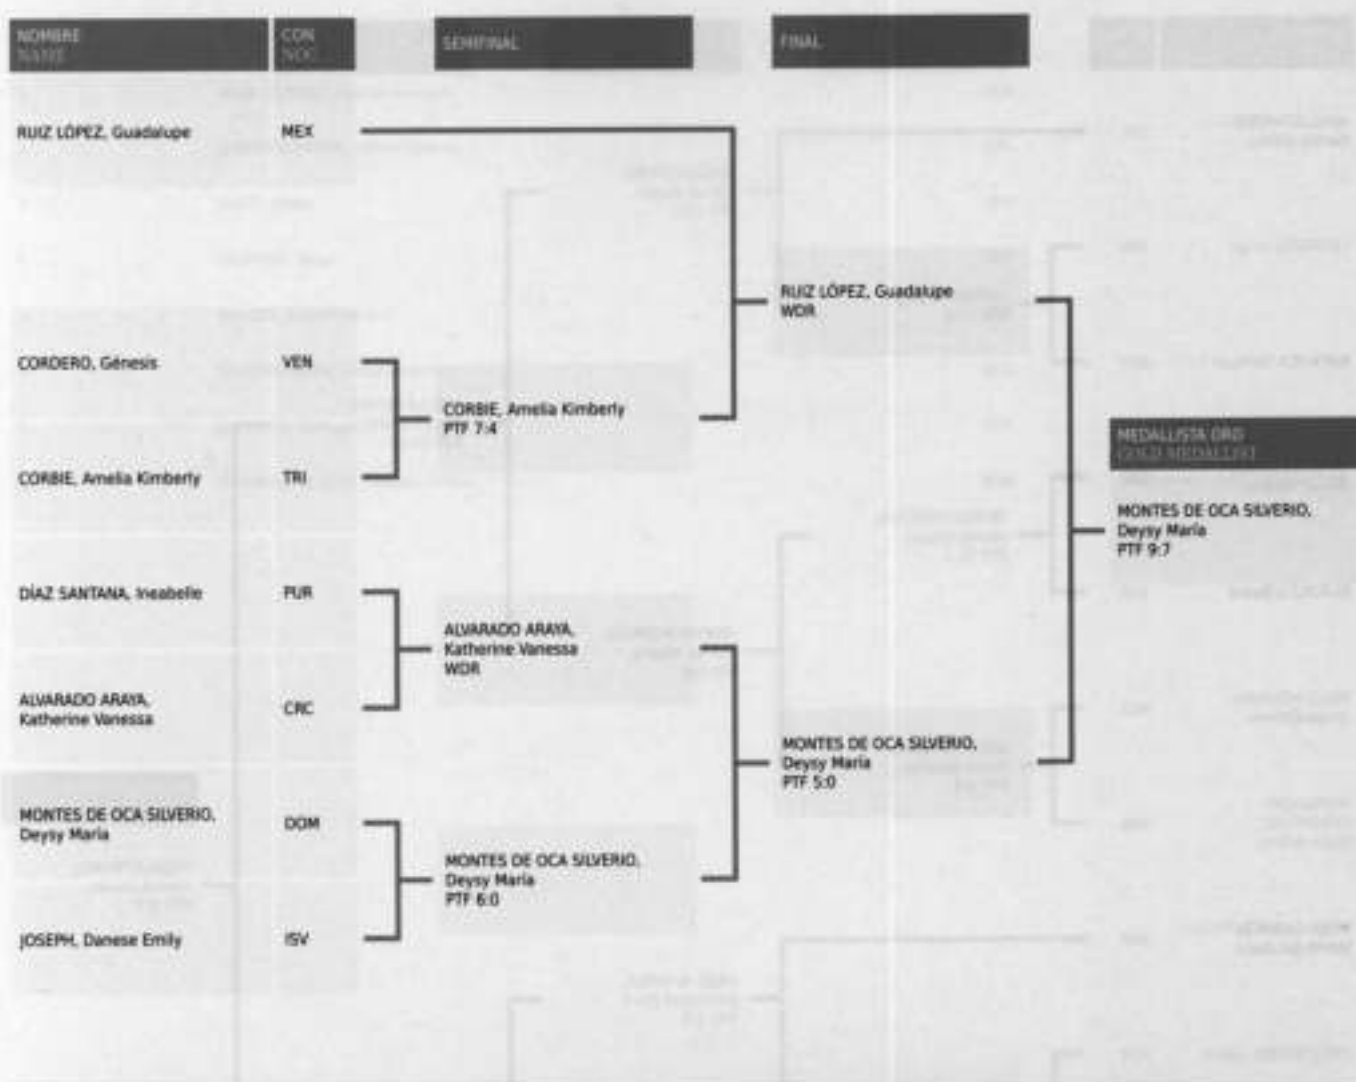 NOMBRE
NAME
CON
NOC
SEMIFINAL
FINAL
RUIZ LÓPEZ, Guadalupe
MEX
CORDERO, Génesis
VEN
CORBIE, Amelia Kimberly
TRI
DÍAZ SANTANA, Ineabelle
PUR
ALVARADO ARAYA,
Katherine Vanessa
CRC
MONTES DE OCA SILVERIO,
Deysy María
DOM
JOSEPH, Danese Emily
ISV
CORBIE, Amelia Kimberly
PTF 7:4
ALVARADO ARAYA,
Katherine Vanessa
WDR
MONTES DE OCA SILVERIO,
Deysy María
PTF 6:0
RUIZ LÓPEZ, Guadalupe
WDR
MONTES DE OCA SILVERIO,
Deysy María
PTF 5:0
MEDALLISTA ORO
GOLD MEDALLIST
MONTES DE OCA SILVERIO,
Deysy María
PTF 9:7